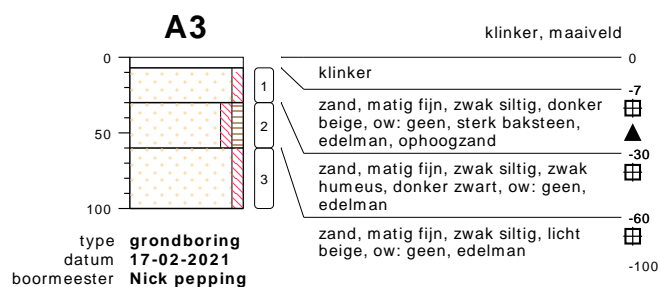 A3
klinker, maaiveld
0
0
klinker
-7
1
zand, matig fijn, zwak siltig, donker
beige, ow: geen, sterk baksteen,
edelman, ophoogzand
50
2
-30
zand, matig fijn, zwak siltig, zwak
humeus, donker zwart, ow: geen,
edelman
3
100
-60
zand, matig fijn, zwak siltig, licht
beige, ow: geen, edelman
-100
type grondboring
datum 17-02-2021
boormeester Nick pepping